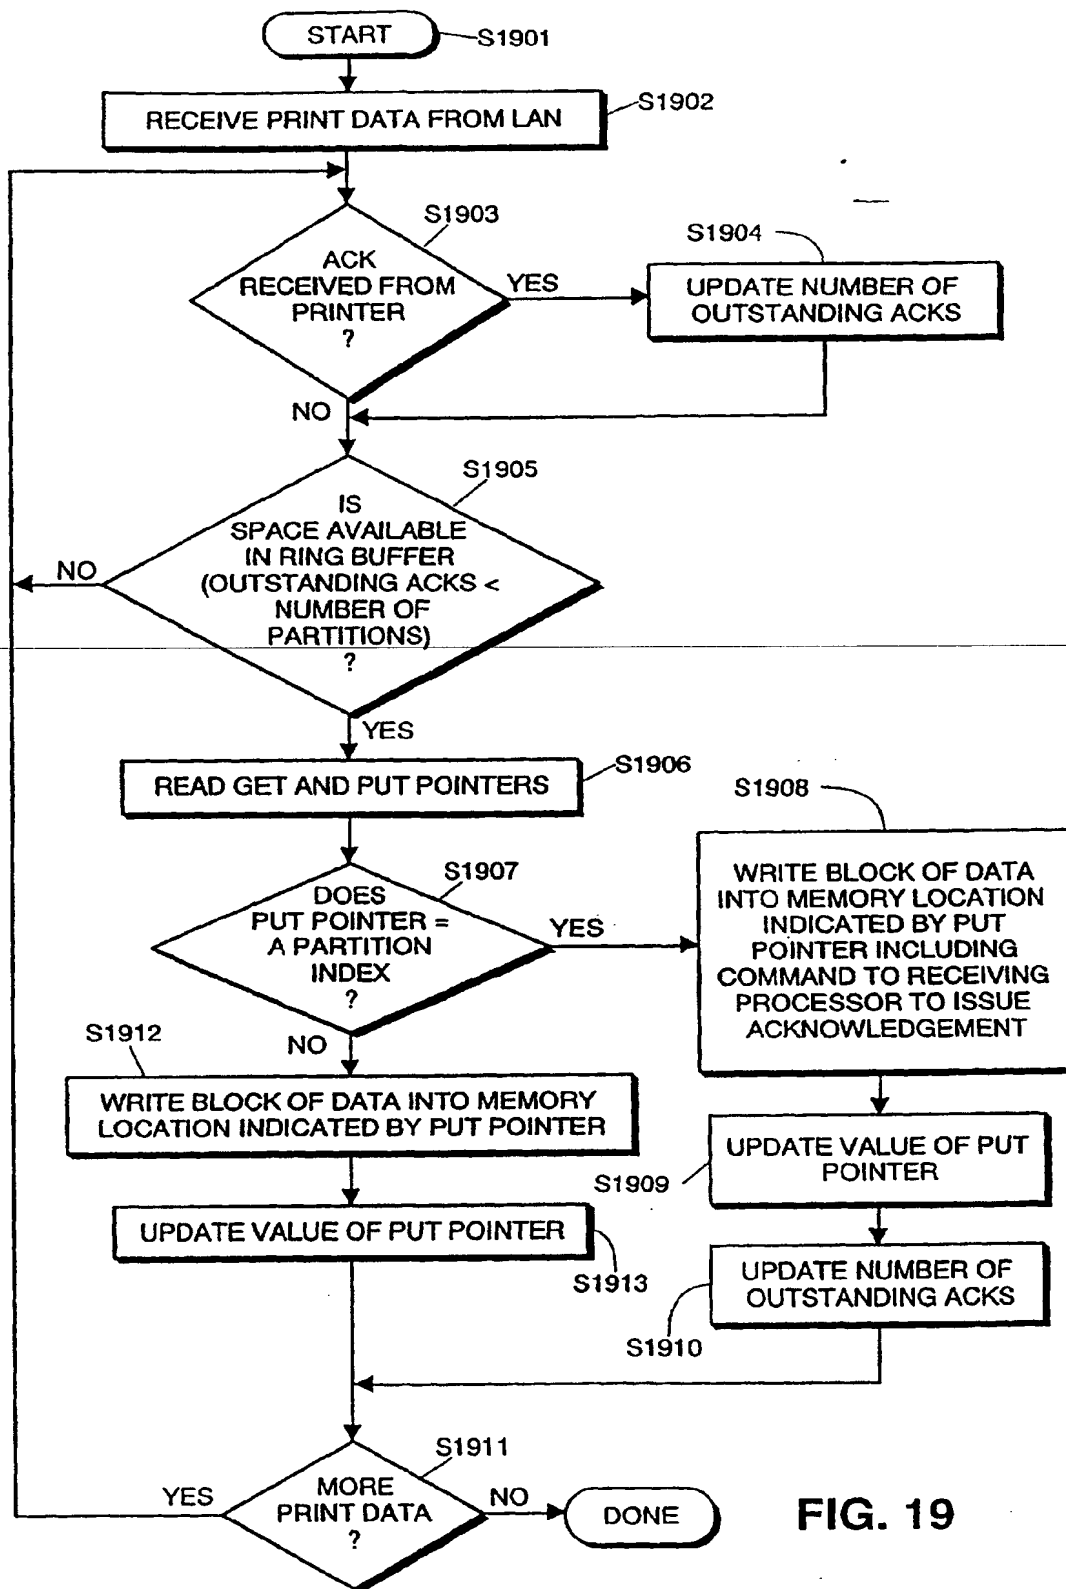 START
S1901
RECEIVE PRINT DATA FROM LAN
S1902
S1903
ACK
RECEIVED FROM
PRINTER
?
YES
NO
S1904
UPDATE NUMBER OF
OUTSTANDING ACKS
S1905
IS
SPACE AVAILABLE
IN RING BUFFER
(OUTSTANDING ACKS <
NUMBER OF
PARTITIONS)
?
NO
YES
READ GET AND PUT POINTERS
S1906
S1907
DOES
PUT POINTER =
A PARTITION
INDEX
?
YES
NO
S1908
WRITE BLOCK OF DATA
INTO MEMORY LOCATION
INDICATED BY PUT
POINTER INCLUDING
COMMAND TO RECEIVING
PROCESSOR TO ISSUE
ACKNOWLEDGEMENT
S1912
WRITE BLOCK OF DATA INTO MEMORY
LOCATION INDICATED BY PUT POINTER
UPDATE VALUE OF PUT
POINTER
S1909
UPDATE VALUE OF PUT POINTER
S1913
UPDATE NUMBER OF
OUTSTANDING ACKS
S1910
S1911
MORE
PRINT DATA
?
YES
NO
DONE
FIG. 19